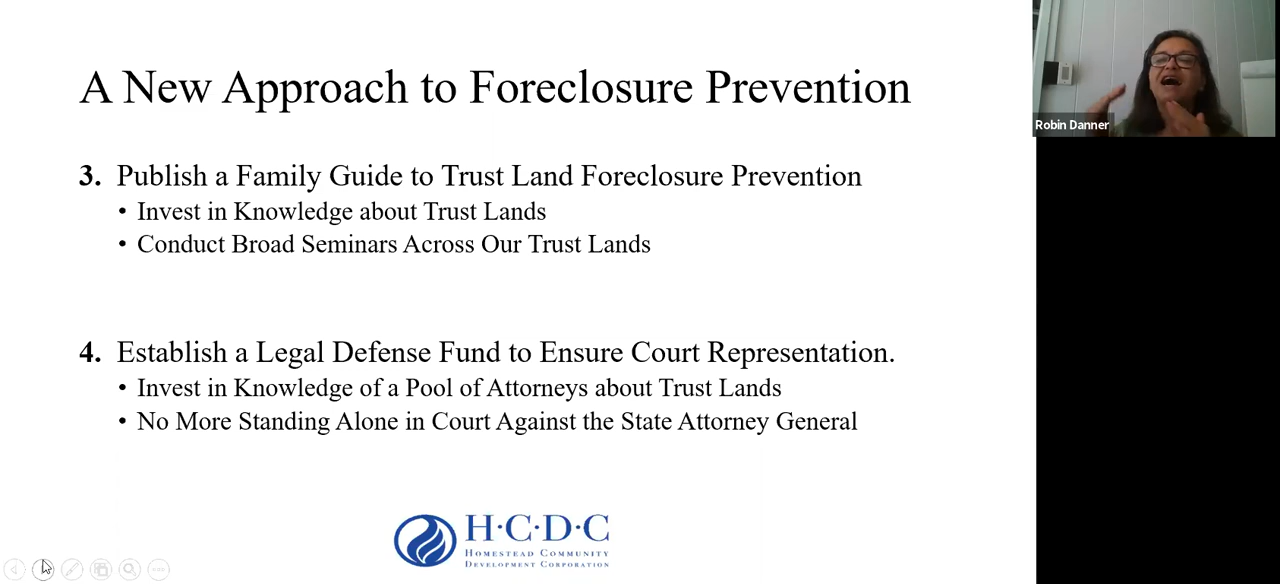 A New Approach to Foreclosure Prevention
Robin Danner
3. Publish a Family Guide to Trust Land Foreclosure Prevention
• Invest in Knowledge about Trust Lands
• Conduct Broad Seminars Across Our Trust Lands
4. Establish a Legal Defense Fund to Ensure Court Representation.
• Invest in Knowledge of a Pool of Attorneys about Trust Lands
• No More Standing Alone in Court Against the State Attorney General
H·C·D·C
HOMESTEAD COMMUNITY
DEVELOPMENT CORPORATION